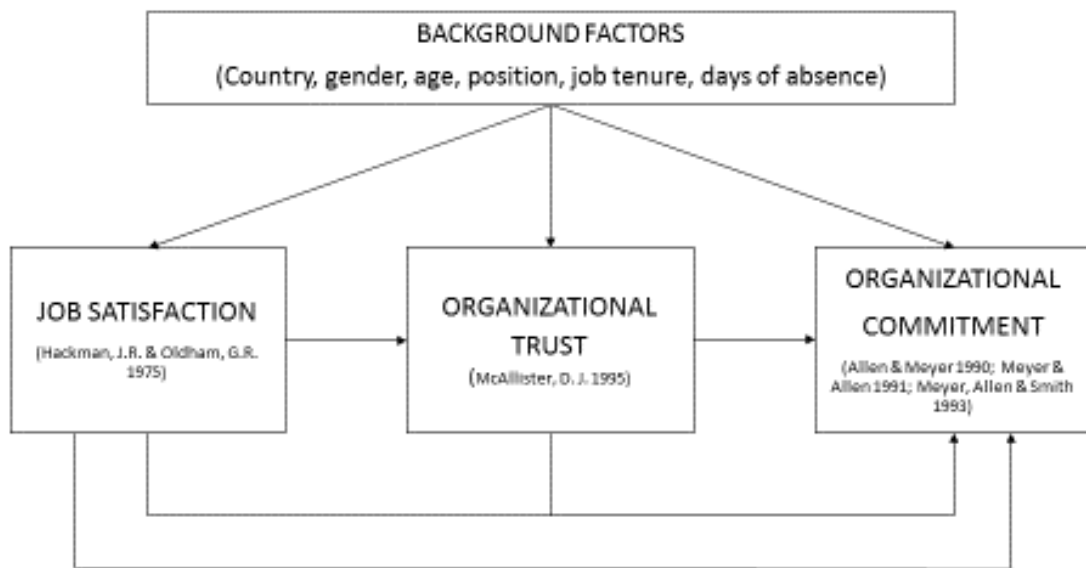 BACKGROUND FACTORS
(Country, gender, age, position, job tenure, days of absence)
JOB SATISFACTION
(Hackman, J.R. & Oldham, G.R.
1975)
ORGANIZATIONAL
TRUST
(McAllister, D. J. 1995)
ORGANIZATIONAL
COMMITMENT
(Allen & Meyer 1990; Meyer &
Allen 1991; Meyer, Allen & Smith
1993)